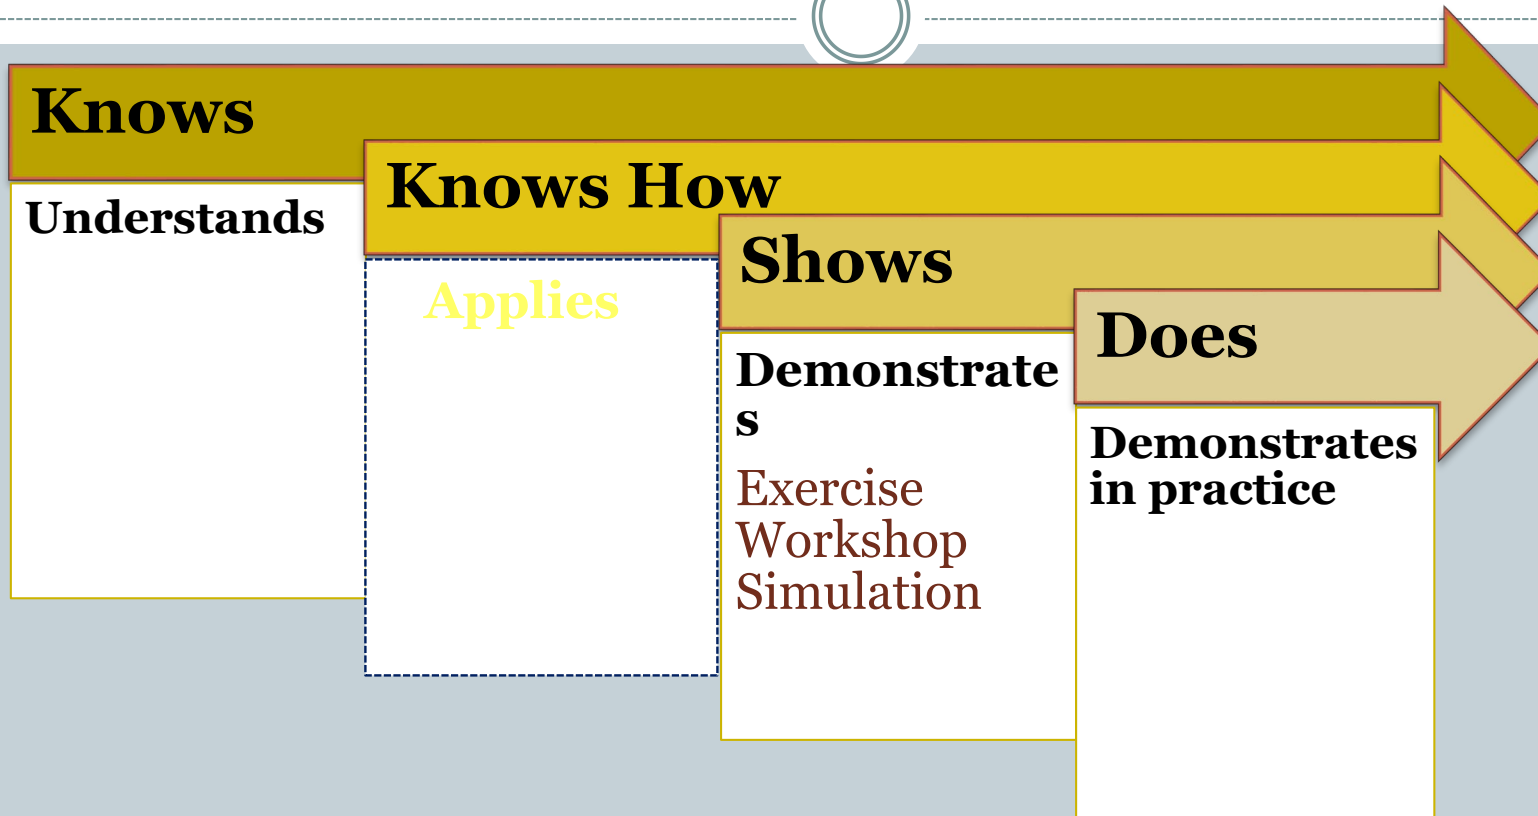 Knows
Understands
Knows How
Applies
Shows
Demonstrate
s
Exercise
Workshop
Simulation
Does
Demonstrates
in practice